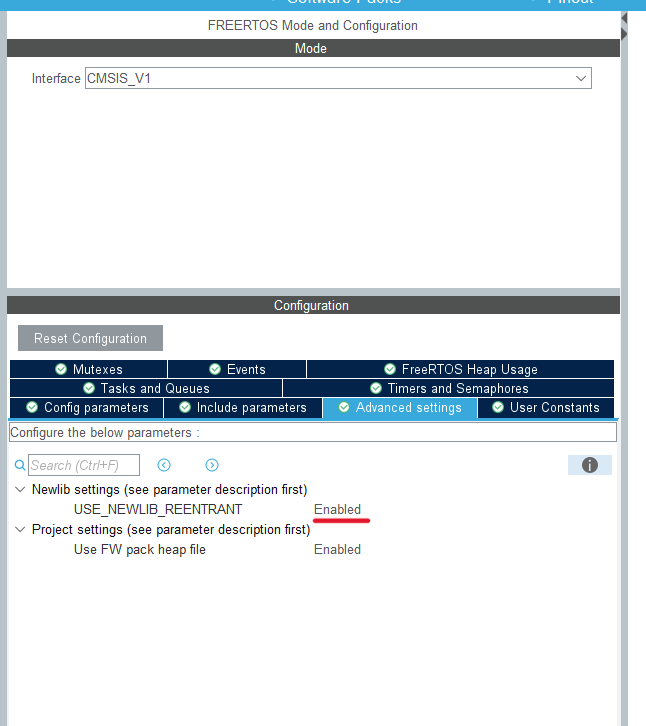 Software Packs Pinout
FREERTOS Mode and Configuration
Mode
Interface CMSIS_V1
Configuration
Reset Configuration
Mutexes Events FreeRTOS Heap Usage
Tasks and Queues Timers and Semaphores
Config parameters Include parameters Advanced settings User Constants
Configure the below parameters :
Search (Ctrl+F)
Newlib settings (see parameter description first)
USE_NEWLIB_REENTRANT Enabled
Project settings (see parameter description first)
Use FW pack heap file Enabled